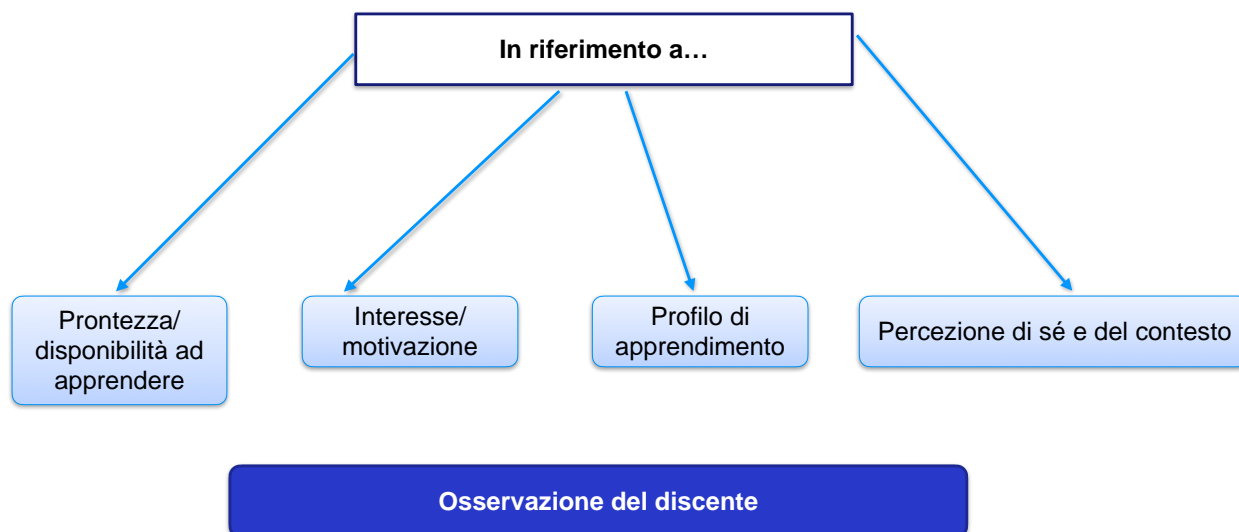 In riferimento a…
Prontezza/
disponibilità ad
apprendere
Interesse/
motivazione
Profilo di
apprendimento
Percezione di sé e del contesto
Osservazione del discente